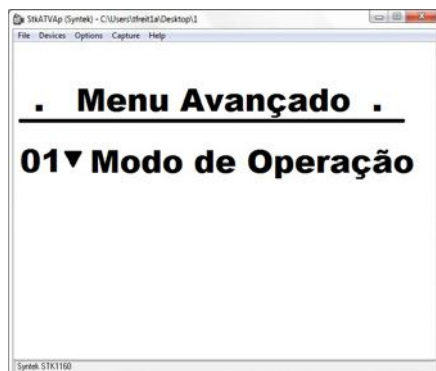 StkATVAp (Syntek) - C:\Users\tfreit1a\Desktop\1
File Devices Options Capture Help
. Menu Avançado .
01▼ Modo de Operação
Syntek STK1160